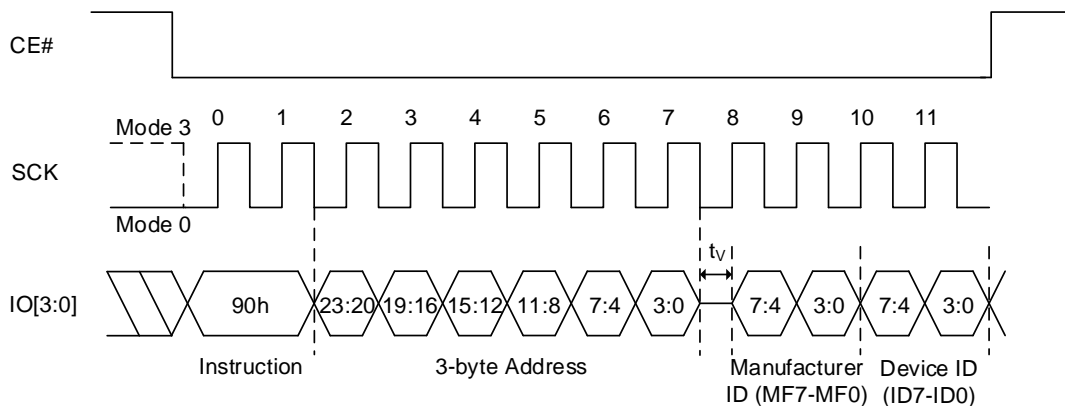 CE#
0 1 2 3 4 5 6 7 8 9 10 11
Mode 3
SCK
Mode 0
tV
IO[3:0] 90h 23:20 19:16 15:12 11:8 7:4 3:0 7:4 3:0 7:4 3:0
Instruction 3-byte Address Manufacturer Device ID
ID (MF7-MF0) (ID7-ID0)